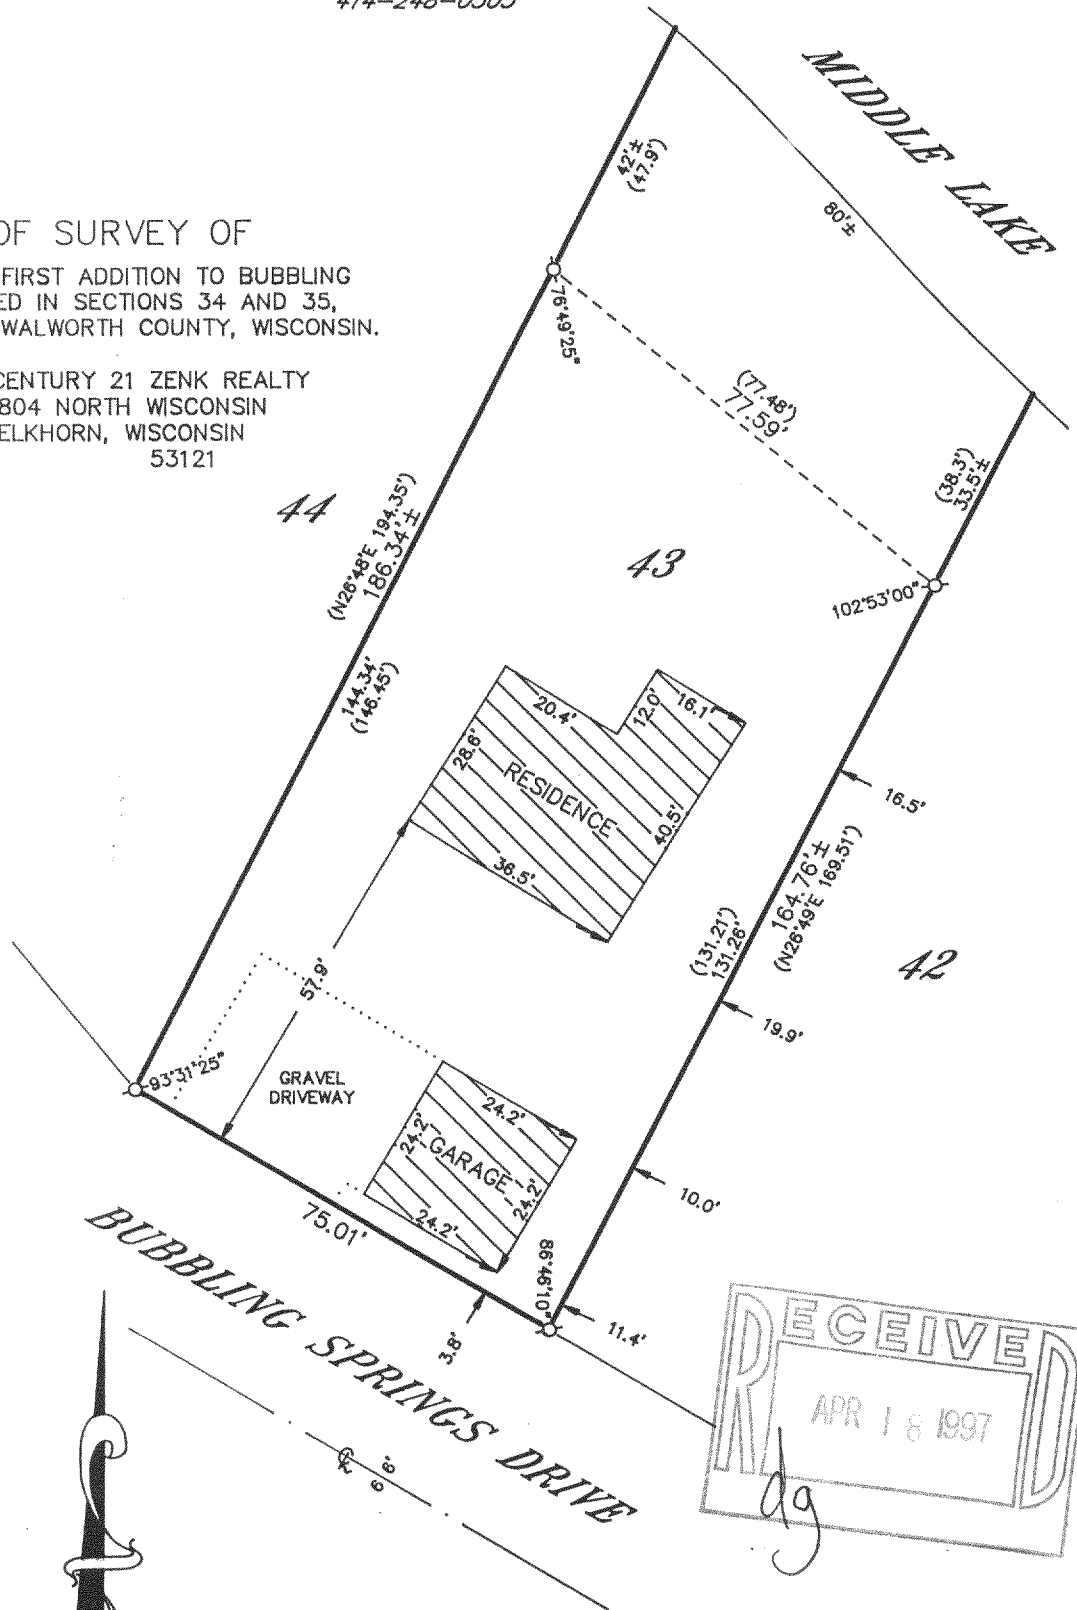 474-248-0505
MIDDLE LAKE
42'±
(47.9')
80'±
OF SURVEY OF
FIRST ADDITION TO BUBBLING
ED IN SECTIONS 34 AND 35,
WALWORTH COUNTY, WISCONSIN.
CENTURY 21 ZENK REALTY
804 NORTH WISCONSIN
ELKHORN, WISCONSIN
53121
76°49'25"
(77.48')
77.59'
(38.3')
33.5'±
44
(N26°48'E 194.35')
186.34'±
43
102°53'00"
144.34'
(146.45')
20.4'
12.0'
16.1'
28.6'
RESIDENCE
40.5'
36.5'
16.5'
164.76'±
(N26°49'E 169.51')
(131.21')
131.26'
42
57.9'
19.9'
93°31'25"
GRAVEL
DRIVEWAY
24.2'
24.2'
GARAGE
24.2'
24.2'
10.0'
75.01'
86°46'10"
11.4'
3.8'
BUBBLING SPRINGS DRIVE
66'
RECEIVED
APR 18 1997
dg